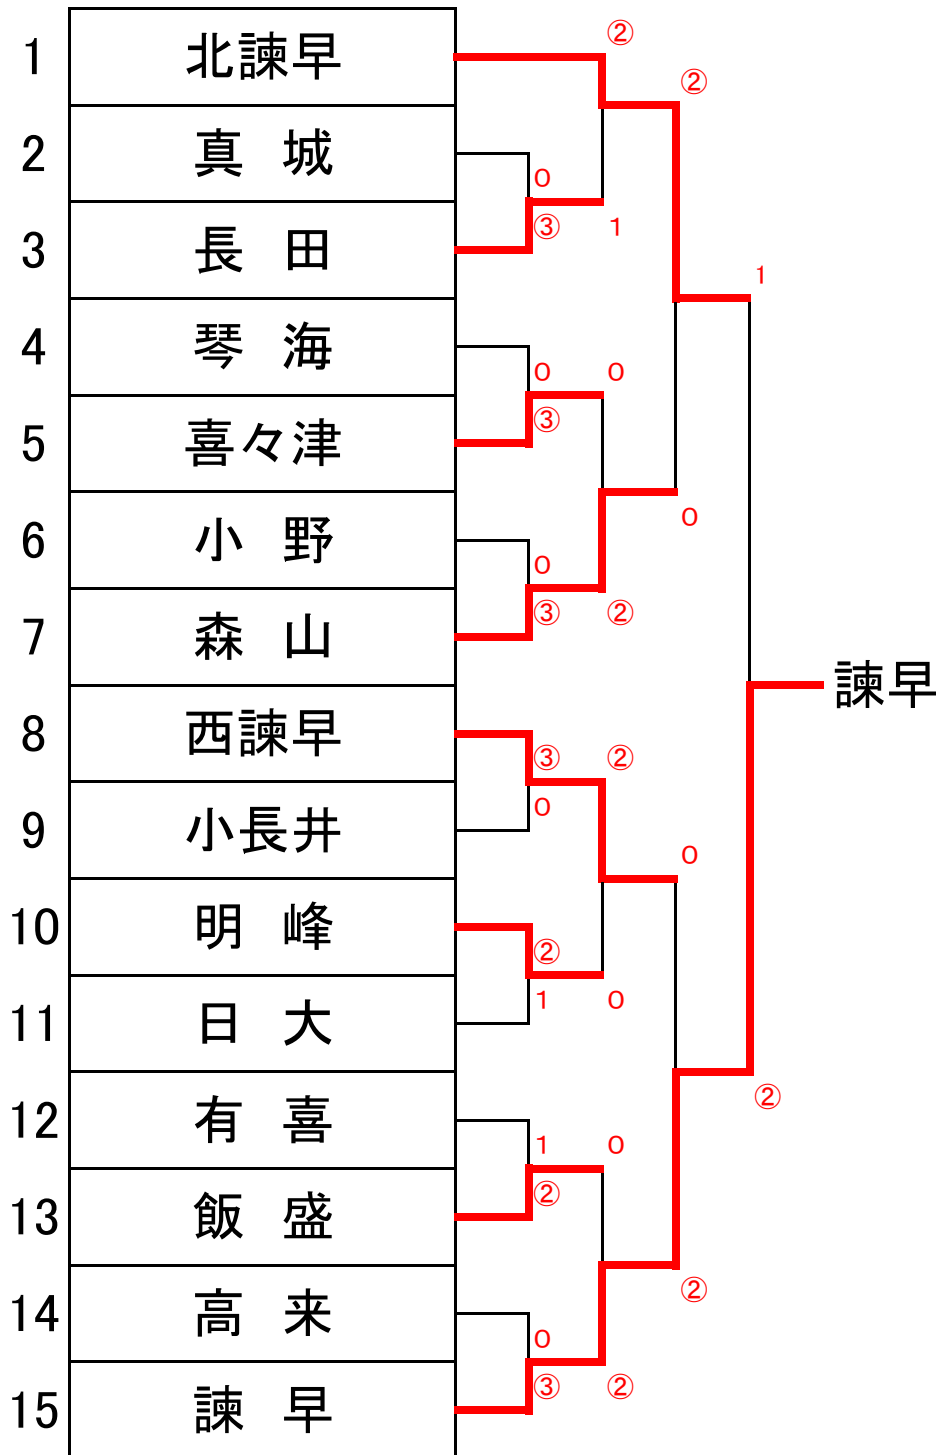 ②
1 北諫早
②
2 真 城
0
3 長 田
③ 1
1
4 琴 海
0 0
③
5 喜々津
0
6 小 野
0
③ ②
7 森 山
諫早
8 西諫早
③ ②
0
9 小長井
0
10 明 峰
②
1 0
11 日 大
②
12 有 喜
1 0
②
13 飯 盛
②
14 高 来
0
③ ②
15 諫 早